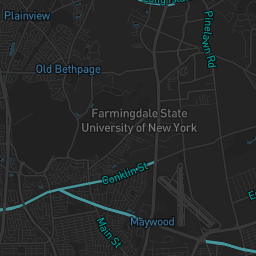 Plainview
Pinelawn Rd
Old Bethpage
Farmingdale State
University of New York
Conklin St
Main St
Maywood